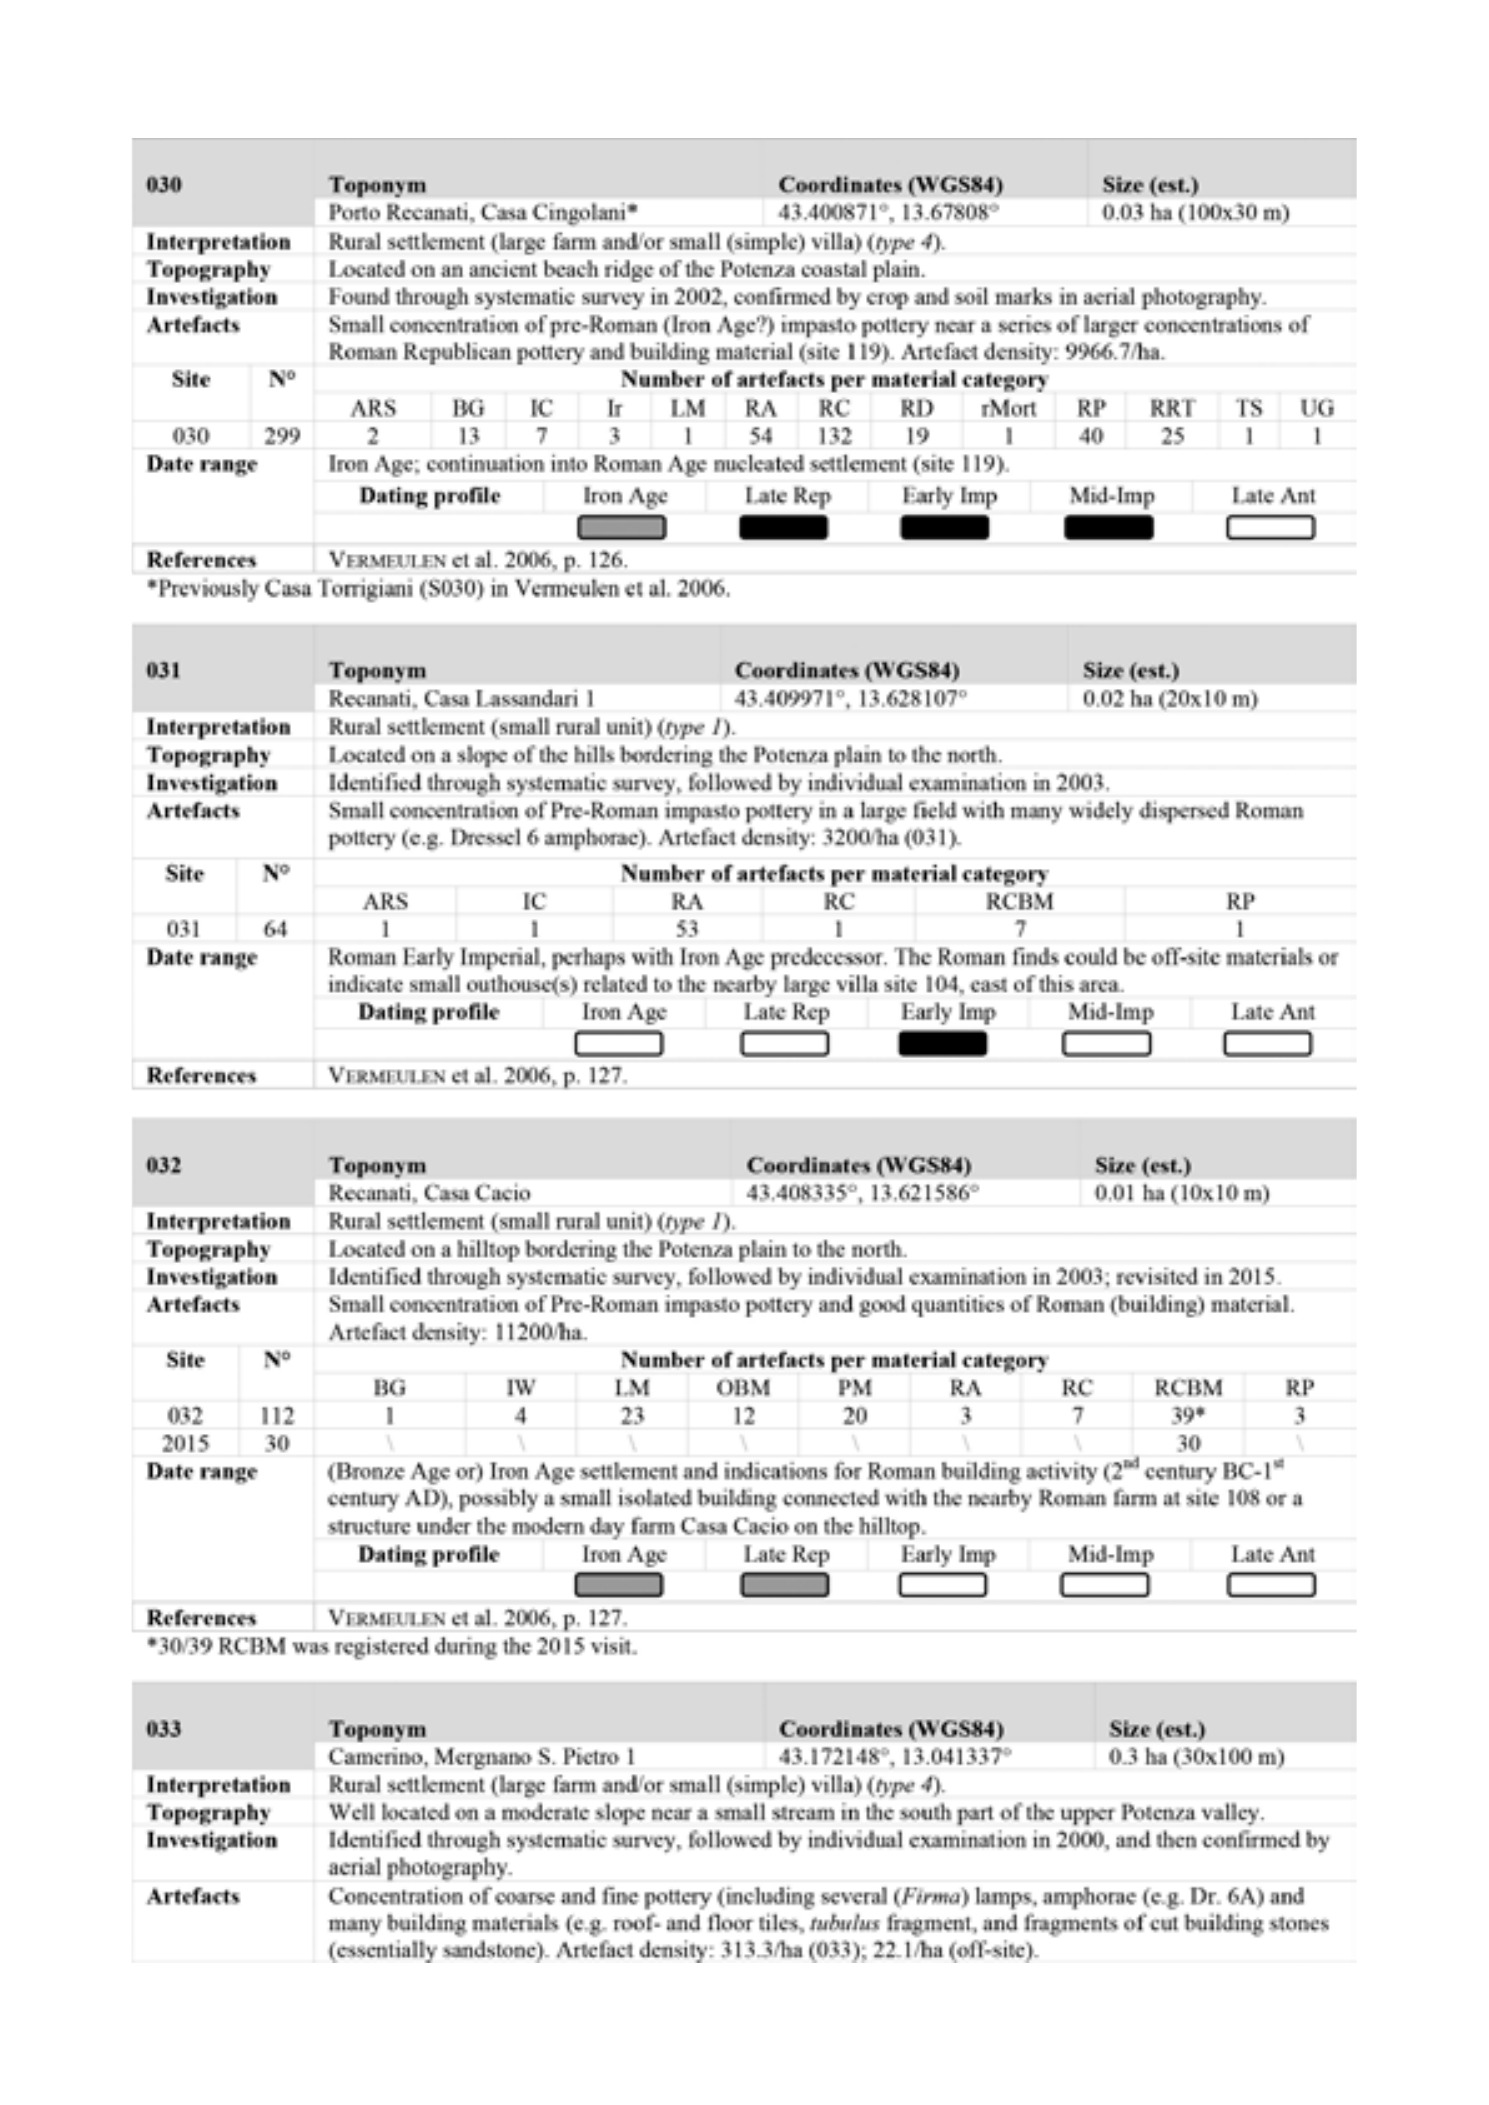 030 Toponym Coordinates (WGS84) Size (est.)
Porto Recanati, Casa Cingolani* 43.400871°, 13.67808° 0.03 ha (100x30 m)
Interpretation Rural settlement (large farm and/or small (simple) villa) (type 4).
Topography Located on an ancient beach ridge of the Potenza coastal plain.
Investigation Found through systematic survey in 2002, confirmed by crop and soil marks in aerial photography.
Artefacts Small concentration of pre-Roman (Iron Age?) impasto pottery near a series of larger concentrations of
Roman Republican pottery and building material (site 119). Artefact density: 9966.7/ha.
Site N° Number of artefacts per material category
ARS BG IC Ir LM RA RC RD rMort RP RRT TS UG
030 299 2 13 7 3 1 54 132 19 1 40 25 1 1
Date range Iron Age; continuation into Roman Age nucleated settlement (site 119).
Dating profile Iron Age Late Rep Early Imp Mid-Imp Late Ant
References VERMEULEN et al. 2006, p. 126.
*Previously Casa Torrigiani (S030) in Vermeulen et al. 2006.
031 Toponym Coordinates (WGS84) Size (est.)
Recanati, Casa Lassandari 1 43.409971°, 13.628107° 0.02 ha (20x10 m)
Interpretation Rural settlement (small rural unit) (type 1).
Topography Located on a slope of the hills bordering the Potenza plain to the north.
Investigation Identified through systematic survey, followed by individual examination in 2003.
Artefacts Small concentration of Pre-Roman impasto pottery in a large field with many widely dispersed Roman
pottery (e.g. Dressel 6 amphorae). Artefact density: 3200/ha (031).
Site N° Number of artefacts per material category
ARS IC RA RC RCBM RP
031 64 1 1 53 1 7 1
Date range Roman Early Imperial, perhaps with Iron Age predecessor. The Roman finds could be off-site materials or
indicate small outhouse(s) related to the nearby large villa site 104, east of this area.
Dating profile Iron Age Late Rep Early Imp Mid-Imp Late Ant
References VERMEULEN et al. 2006, p. 127.
032 Toponym Coordinates (WGS84) Size (est.)
Recanati, Casa Cacio 43.408335°, 13.621586° 0.01 ha (10x10 m)
Interpretation Rural settlement (small rural unit) (type 1).
Topography Located on a hilltop bordering the Potenza plain to the north.
Investigation Identified through systematic survey, followed by individual examination in 2003; revisited in 2015.
Artefacts Small concentration of Pre-Roman impasto pottery and good quantities of Roman (building) material.
Artefact density: 11200/ha.
Site N° Number of artefacts per material category
BG IW LM OBM PM RA RC RCBM RP
032 112 1 4 23 12 20 3 7 39* 3
2015 30 \ \ \ \ \ \ \ 30 \
Date range (Bronze Age or) Iron Age settlement and indications for Roman building activity (2nd century BC-1st
century AD), possibly a small isolated building connected with the nearby Roman farm at site 108 or a
structure under the modern day farm Casa Cacio on the hilltop.
Dating profile Iron Age Late Rep Early Imp Mid-Imp Late Ant
References VERMEULEN et al. 2006, p. 127.
*30/39 RCBM was registered during the 2015 visit.
033 Toponym Coordinates (WGS84) Size (est.)
Camerino, Mergnano S. Pietro 1 43.172148°, 13.041337° 0.3 ha (30x100 m)
Interpretation Rural settlement (large farm and/or small (simple) villa) (type 4).
Topography Well located on a moderate slope near a small stream in the south part of the upper Potenza valley.
Investigation Identified through systematic survey, followed by individual examination in 2000, and then confirmed by
aerial photography.
Artefacts Concentration of coarse and fine pottery (including several (Firma) lamps, amphorae (e.g. Dr. 6A) and
many building materials (e.g. roof- and floor tiles, tubulus fragment, and fragments of cut building stones
(essentially sandstone). Artefact density: 313.3/ha (033); 22.1/ha (off-site).